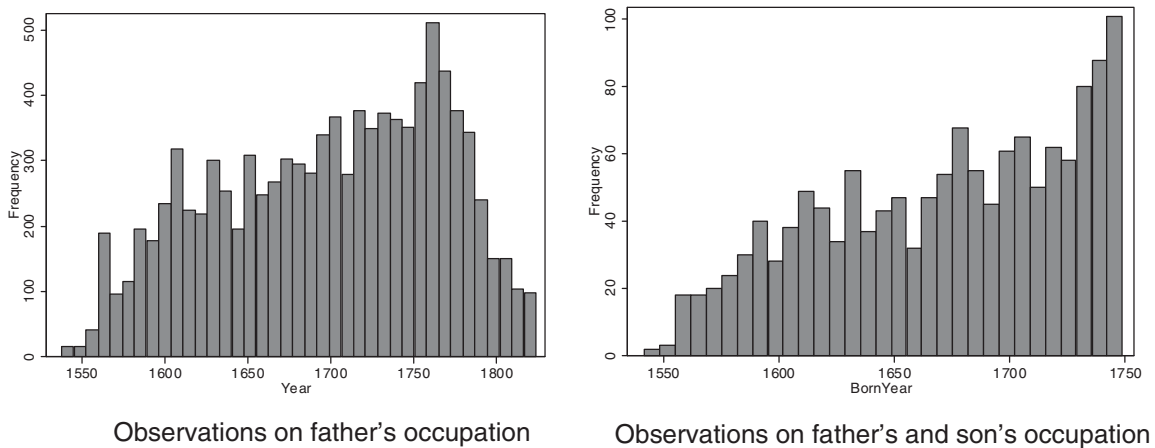 500
400
300
200
100
0
Frequency
1550 1600 1650 1700 1750 1800
Year
Observations on father's occupation
100
80
60
40
20
0
Frequency
1550 1600 1650 1700 1750
BornYear
Observations on father's and son's occupation